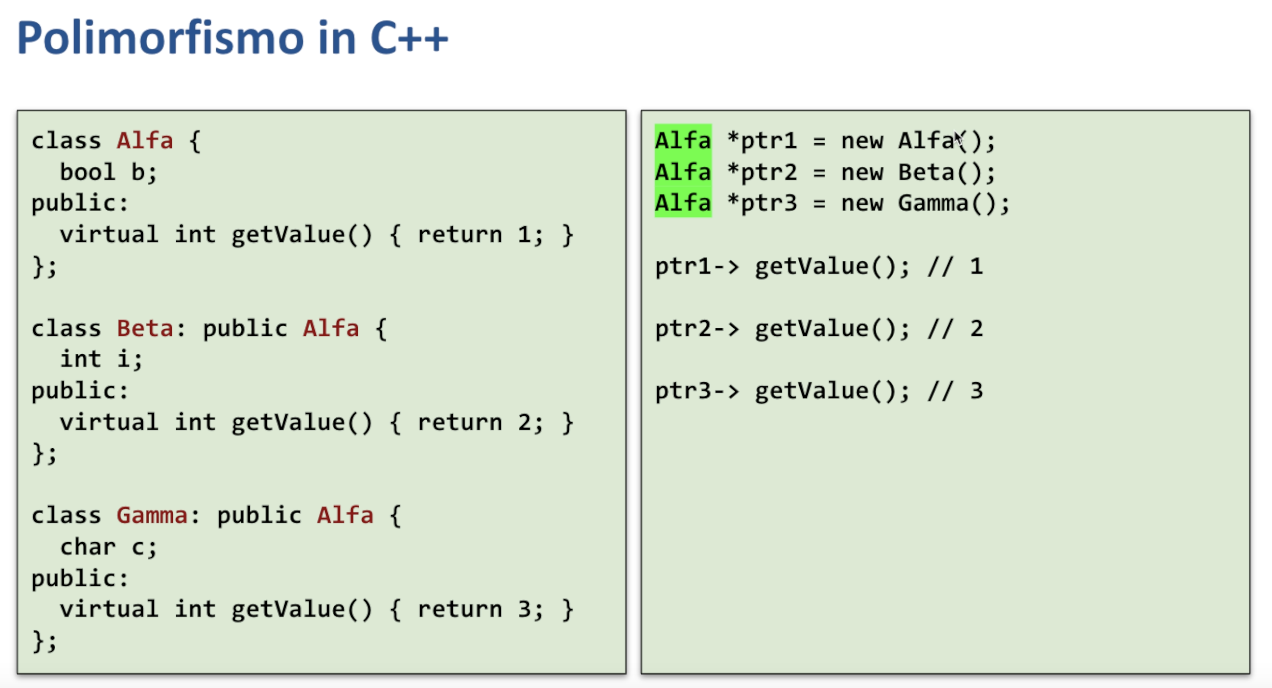 Polimorfismo in C++
class Alfa {
  bool b;
public:
  virtual int getValue() { return 1; }
};
class Beta: public Alfa {
  int i;
public:
  virtual int getValue() { return 2; }
};
class Gamma: public Alfa {
  char c;
public:
  virtual int getValue() { return 3; }
};
Alfa *ptr1 = new Alfa();
Alfa *ptr2 = new Beta();
Alfa *ptr3 = new Gamma();
ptr1-> getValue(); // 1
ptr2-> getValue(); // 2
ptr3-> getValue(); // 3